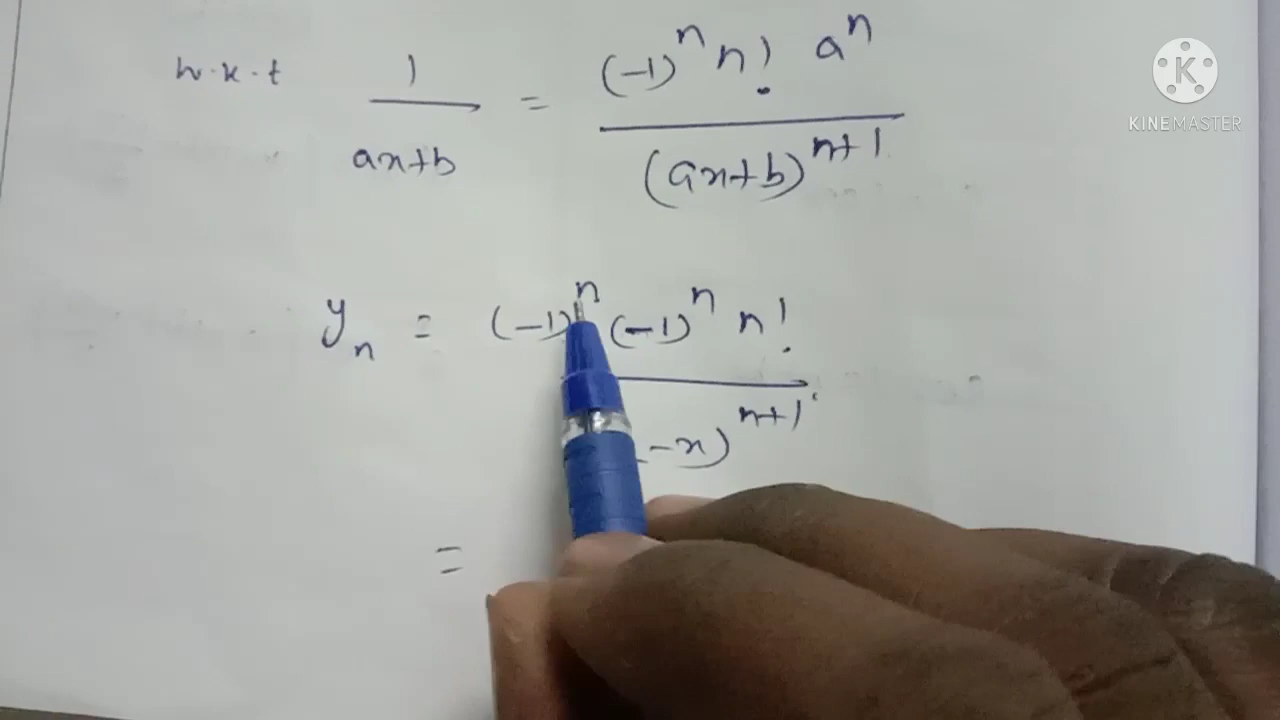 w.k.t 1/(ax+b) = (-1)^n n! a^n / (ax+b)^(n+1)
KINEMASTER
y_n = (-1)^n (-1)^n n! / -x)^(n+1)
=